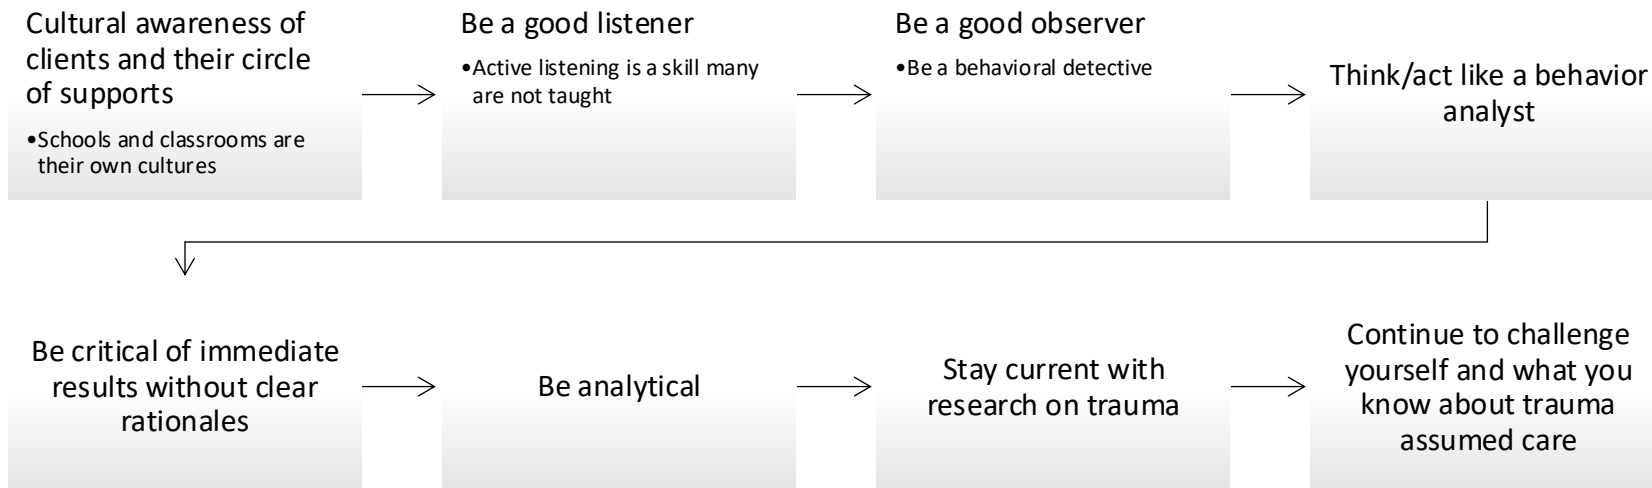 Cultural awareness of
clients and their circle
of supports
•Schools and classrooms are
their own cultures
Be a good listener
•Active listening is a skill many
are not taught
Be a good observer
•Be a behavioral detective
Think/act like a behavior
analyst
Be critical of immediate
results without clear
rationales
Be analytical
Stay current with
research on trauma
Continue to challenge
yourself and what you
know about trauma
assumed care